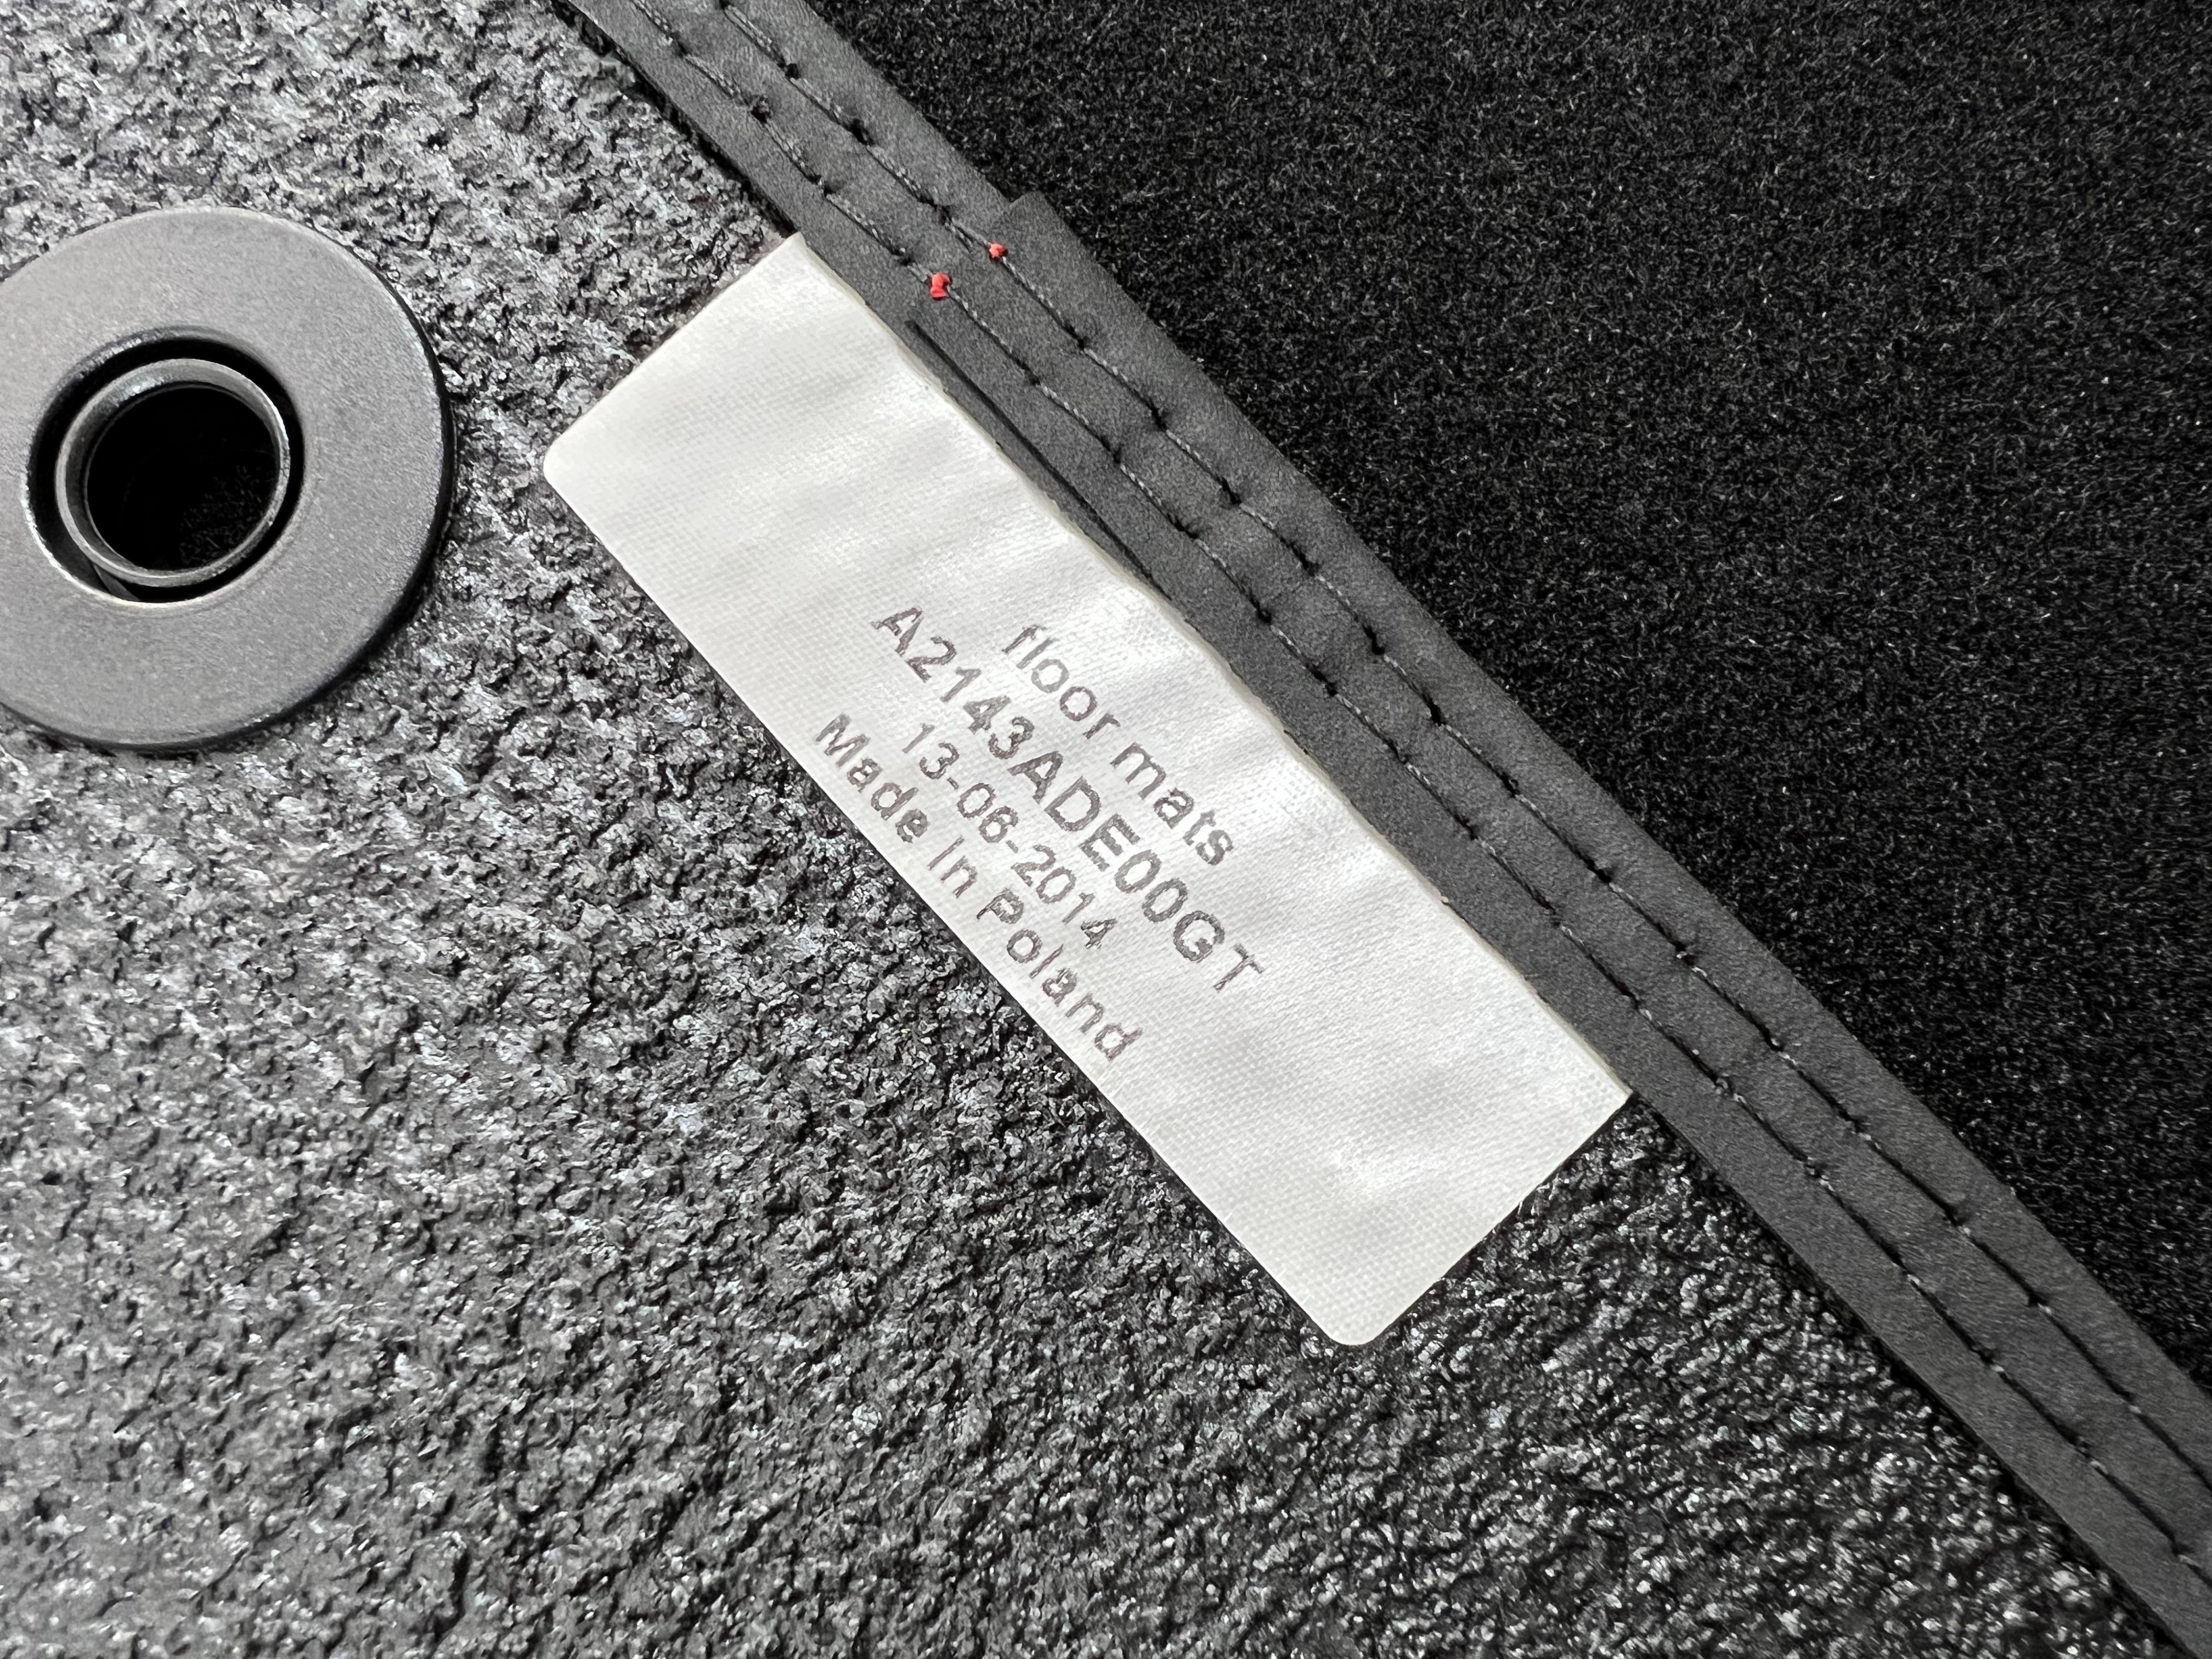 floor mats
A2143ADE00GT
13-06-2014
Made In Poland